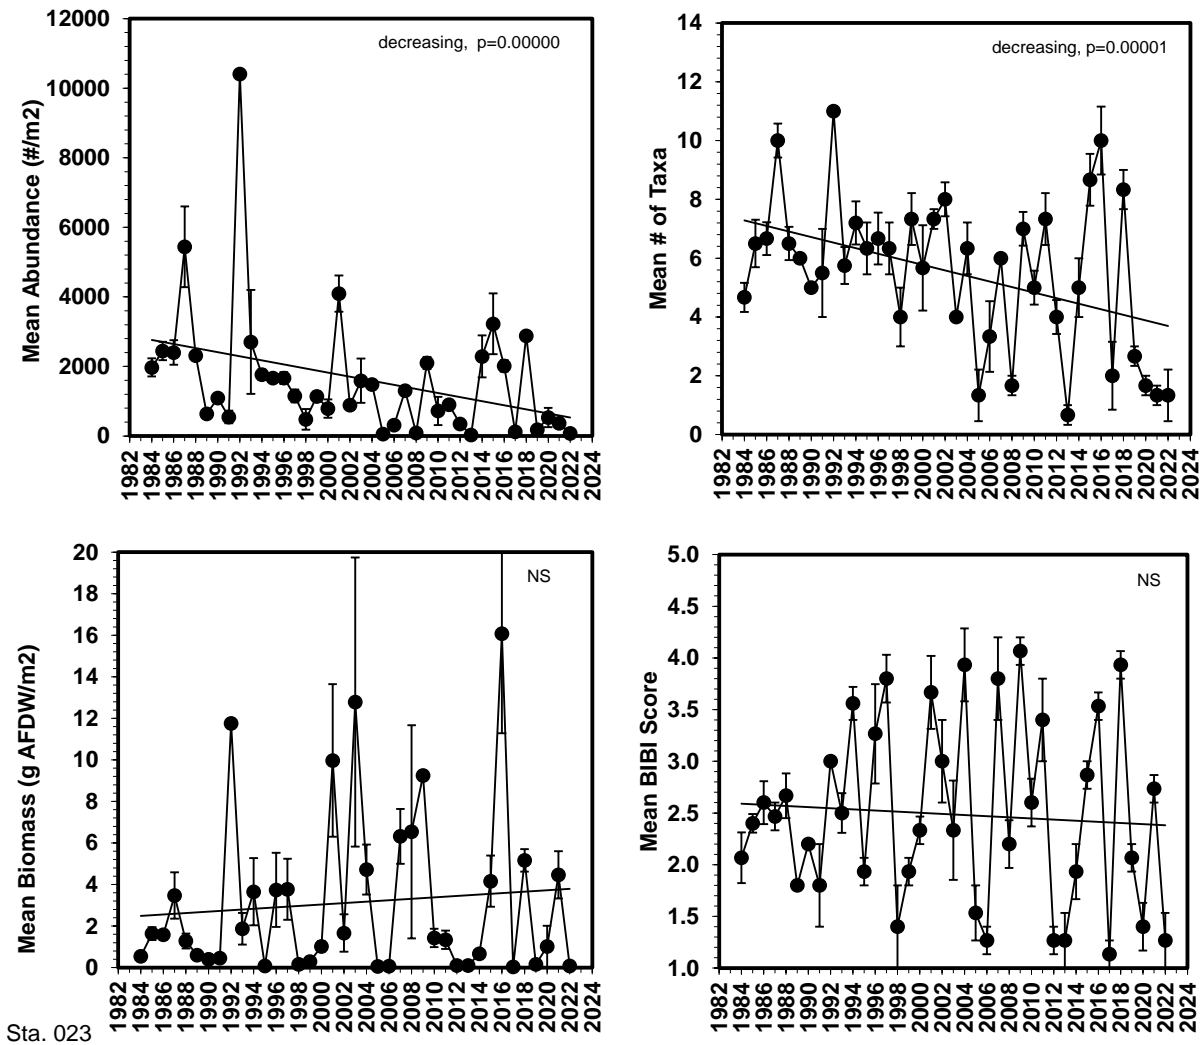 12000
10000
8000
6000
4000
2000
0
Mean Abundance (#/m2)
decreasing, p=0.00000
1982 1984 1986 1988 1990 1992 1994 1996 1998 2000 2002 2004 2006 2008 2010 2012 2014 2016 2018 2020 2022 2024
14
12
10
8
6
4
2
0
Mean # of Taxa
decreasing, p=0.00001
1982 1984 1986 1988 1990 1992 1994 1996 1998 2000 2002 2004 2006 2008 2010 2012 2014 2016 2018 2020 2022 2024
20
18
16
14
12
10
8
6
4
2
0
Mean Biomass (g AFDW/m2)
NS
1982 1984 1986 1988 1990 1992 1994 1996 1998 2000 2002 2004 2006 2008 2010 2012 2014 2016 2018 2020 2022 2024
5.0
4.5
4.0
3.5
3.0
2.5
2.0
1.5
1.0
Mean BIBI Score
NS
1982 1984 1986 1988 1990 1992 1994 1996 1998 2000 2002 2004 2006 2008 2010 2012 2014 2016 2018 2020 2022 2024
Sta. 023